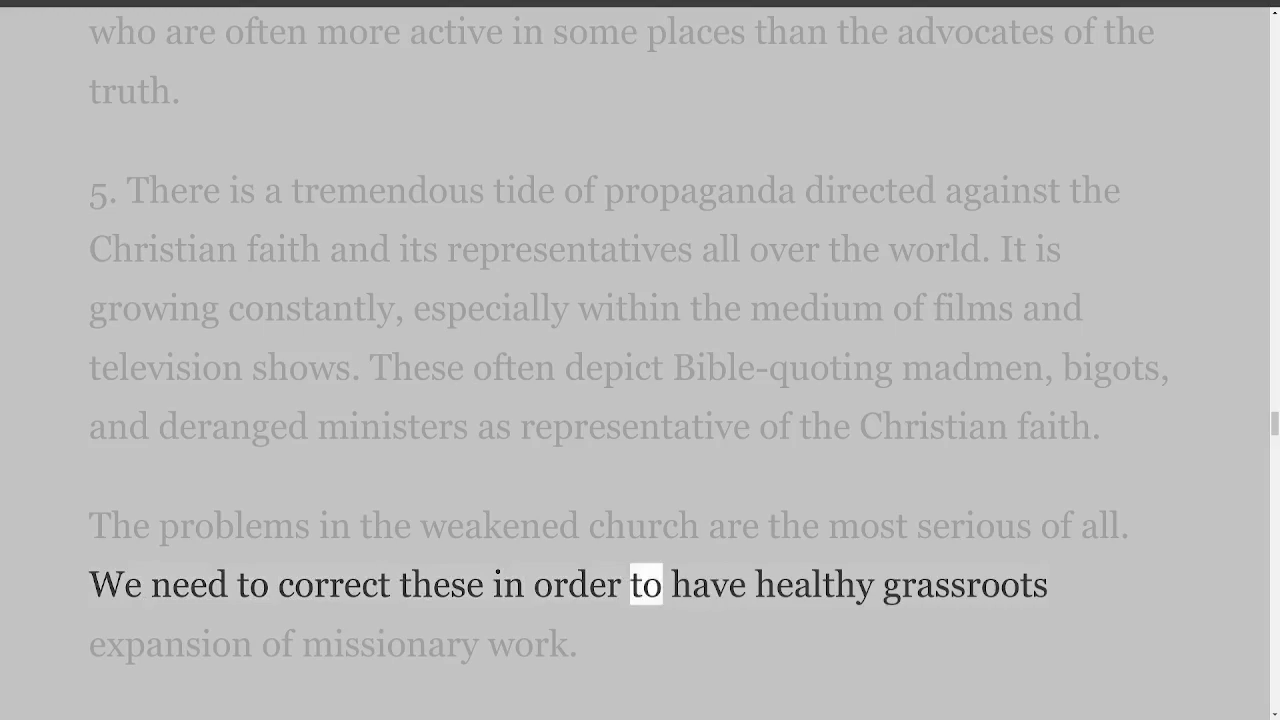 who are often more active in some places than the advocates of the
truth.
5. There is a tremendous tide of propaganda directed against the
Christian faith and its representatives all over the world. It is
growing constantly, especially within the medium of films and
television shows. These often depict Bible-quoting madmen, bigots,
and deranged ministers as representative of the Christian faith.
The problems in the weakened church are the most serious of all.
We need to correct these in order to have healthy grassroots
expansion of missionary work.